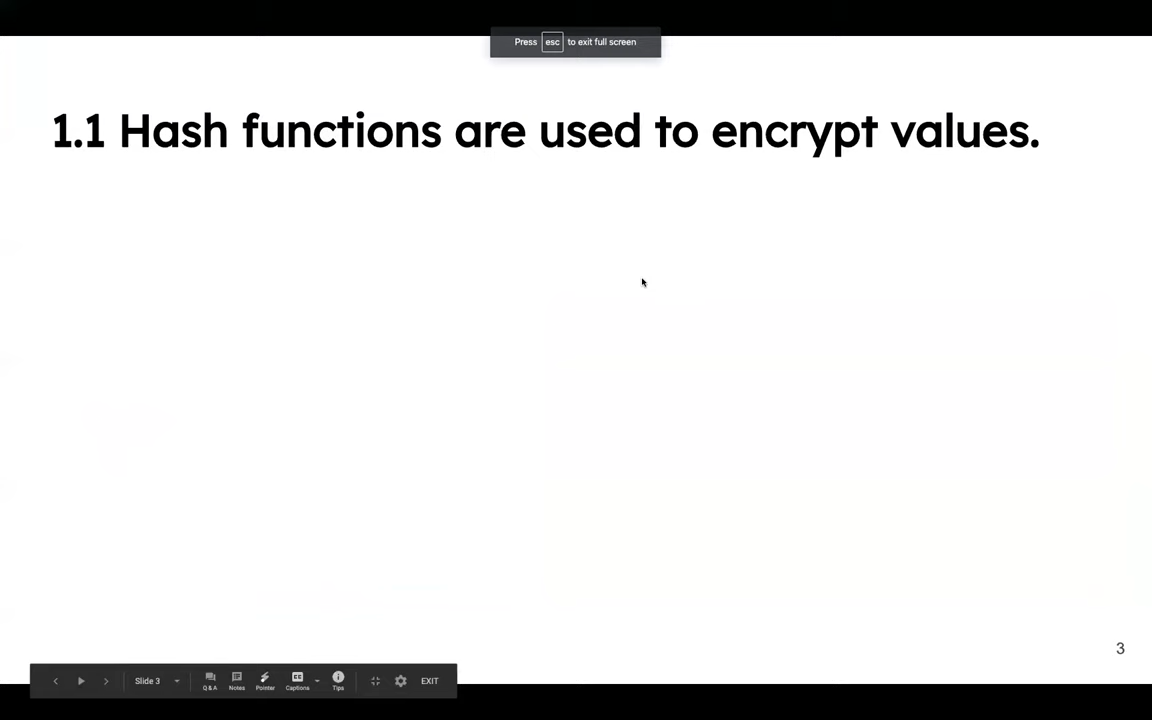 Press esc to exit full screen
1.1 Hash functions are used to encrypt values.
3
Slide 3
Q&A Notes Pointer Captions Tips
EXIT